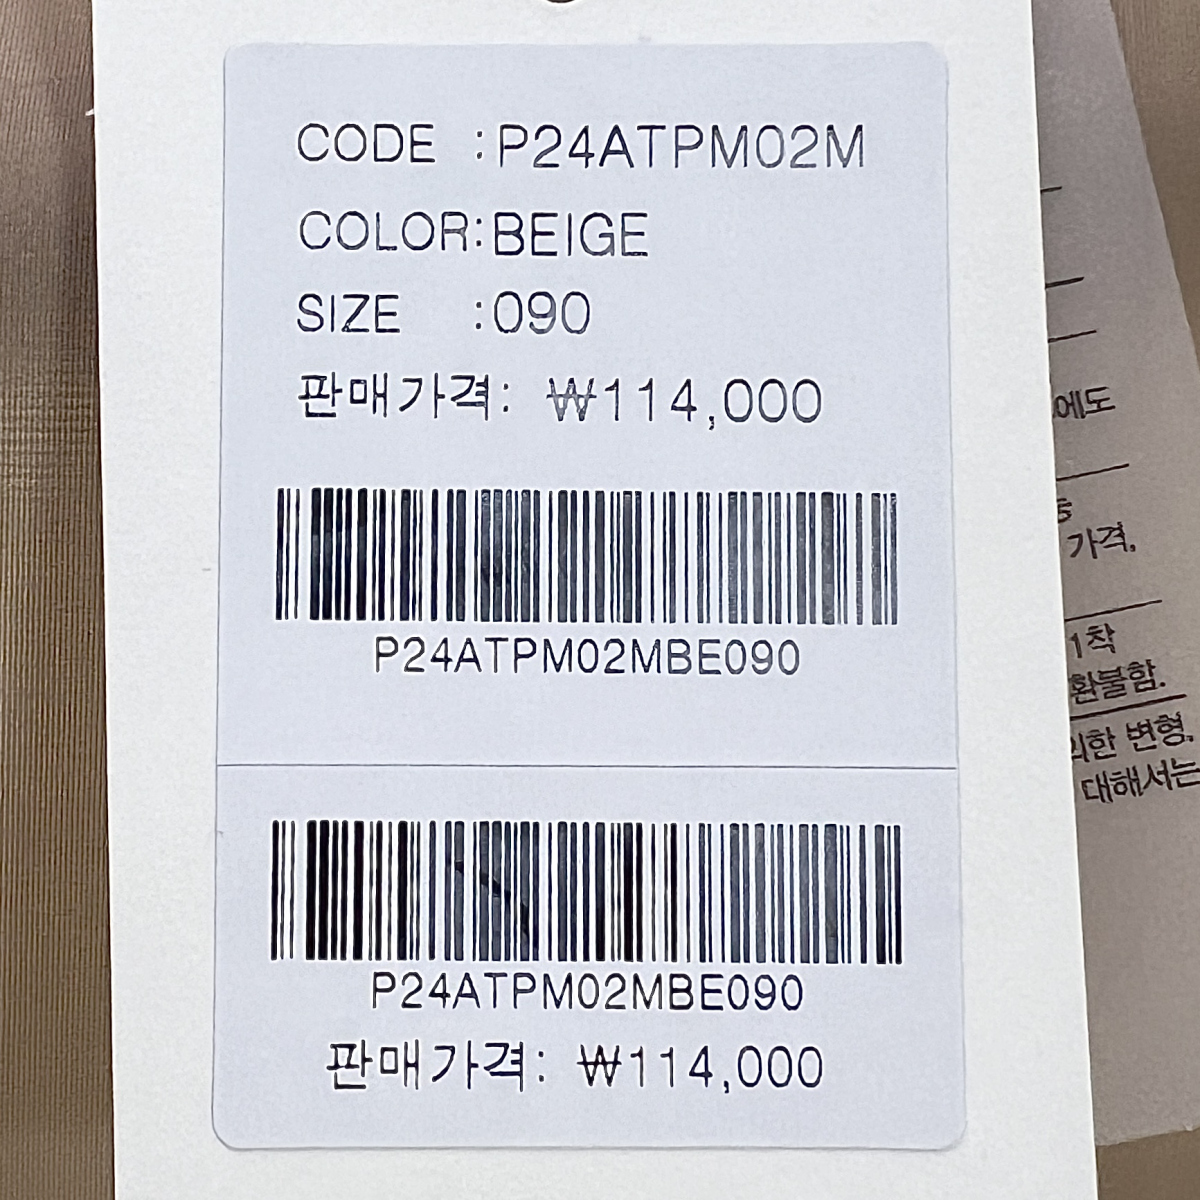 CODE :P24ATPM02M
COLOR:BEIGE
SIZE :090
판매가격: ₩114,000
P24ATPM02MBE090
P24ATPM02MBE090
판매가격: ₩114,000
에도
가격.
1착
환불함.
의한 변형,
대해서는